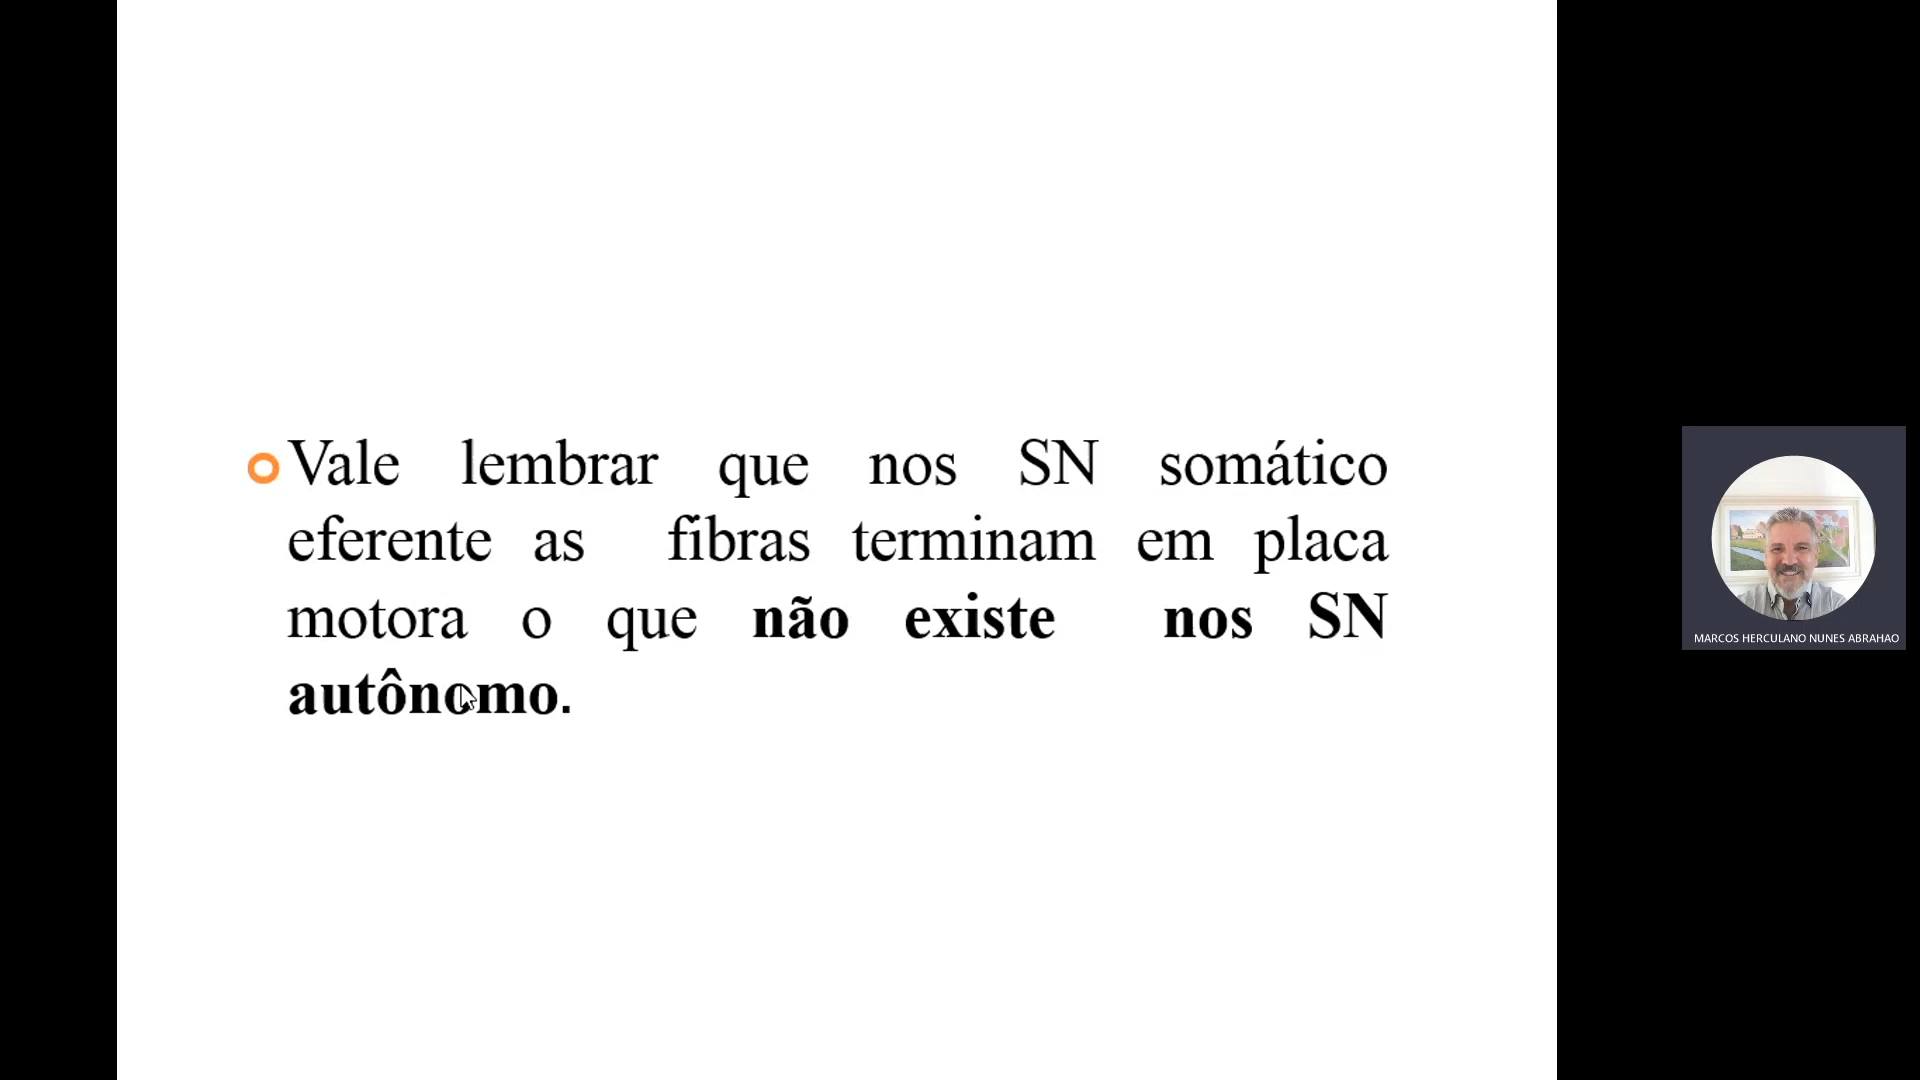 Vale lembrar que nos SN somático
eferente as fibras terminam em placa
motora o que não existe nos SN
autônomo.
MARCOS HERCULANO NUNES ABRAHAO